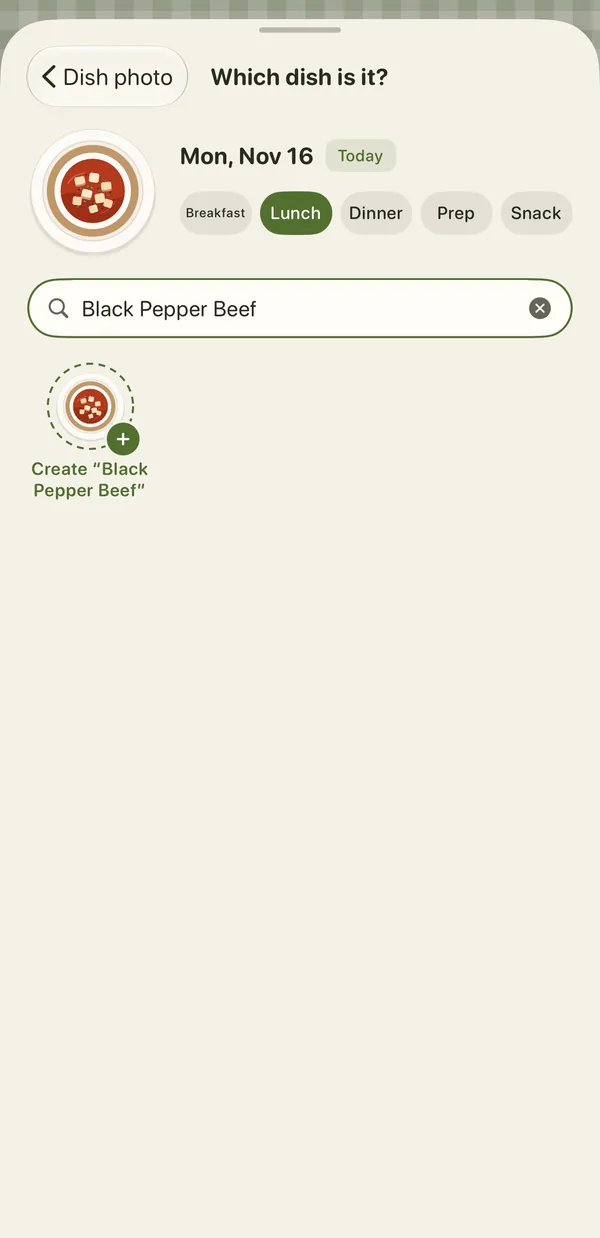 Dish photo
Which dish is it?
Mon, Nov 16
Today
Breakfast
Lunch
Dinner
Prep
Snack
Black Pepper Beef
Create “Black
Pepper Beef”